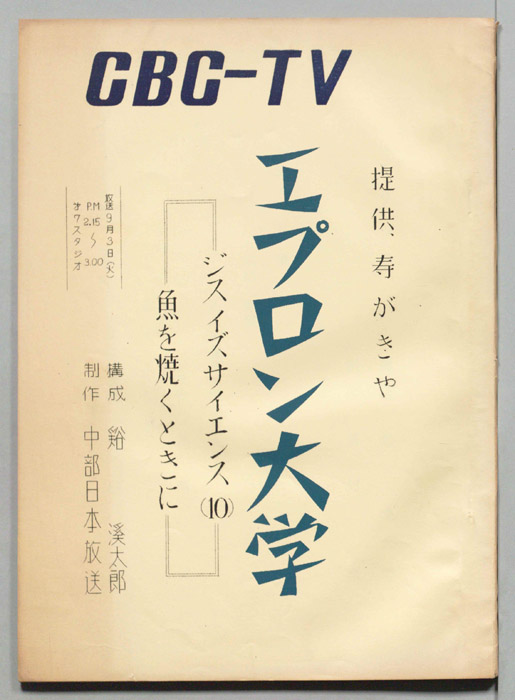 CBC-TV
提供、寿がきや
エプロン大学
ジスイズサイエンス(10)
魚を焼くときに
放送9月3日(火)
P.M 2.15〜3.00
オワスタジオ
構成 谿 溪太郎
制作 中部日本放送